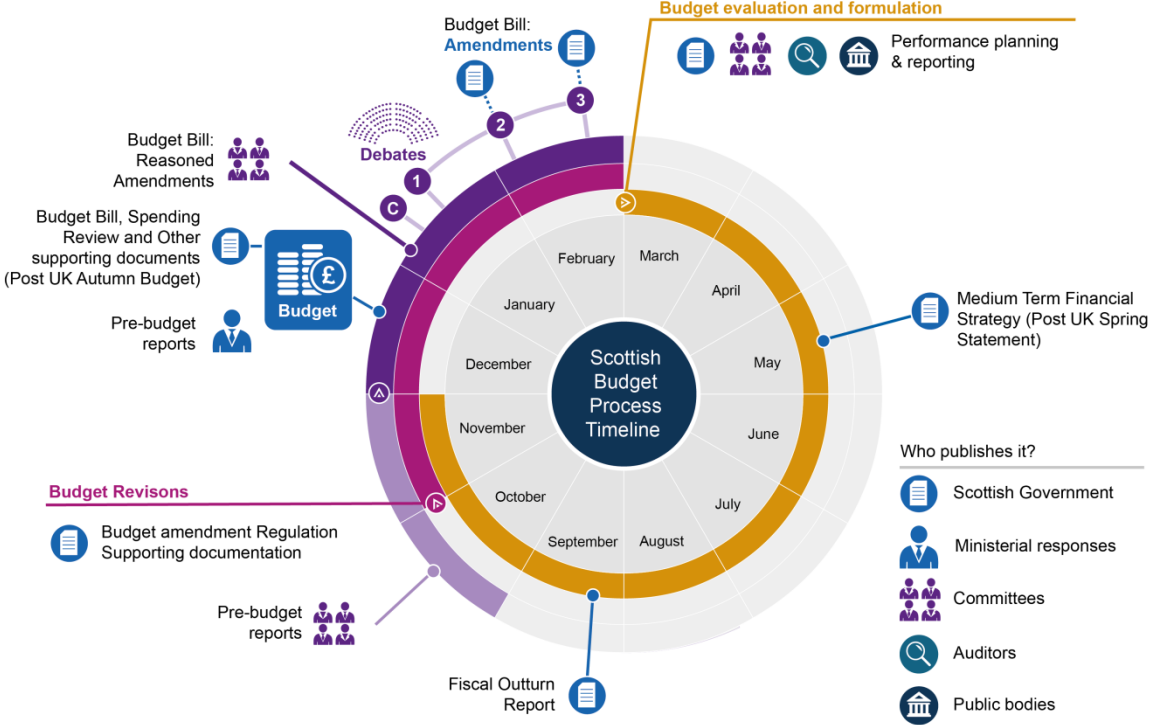 Budget evaluation and formulation
Performance planning
& reporting
Budget Bill:
Amendments
3
2
Debates
1
C
Budget Bill:
Reasoned
Amendments
Budget Bill, Spending
Review and Other
supporting documents
(Post UK Autumn Budget)
£
Budget
Pre-budget
reports
February
March
January
April
December
May
November
June
October
July
September
August
Scottish
Budget
Process
Timeline
Medium Term Financial
Strategy (Post UK Spring
Statement)
Budget Revisons
Budget amendment Regulation
Supporting documentation
Pre-budget
reports
Fiscal Outturn
Report
Who publishes it?
Scottish Government
Ministerial responses
Committees
Auditors
Public bodies